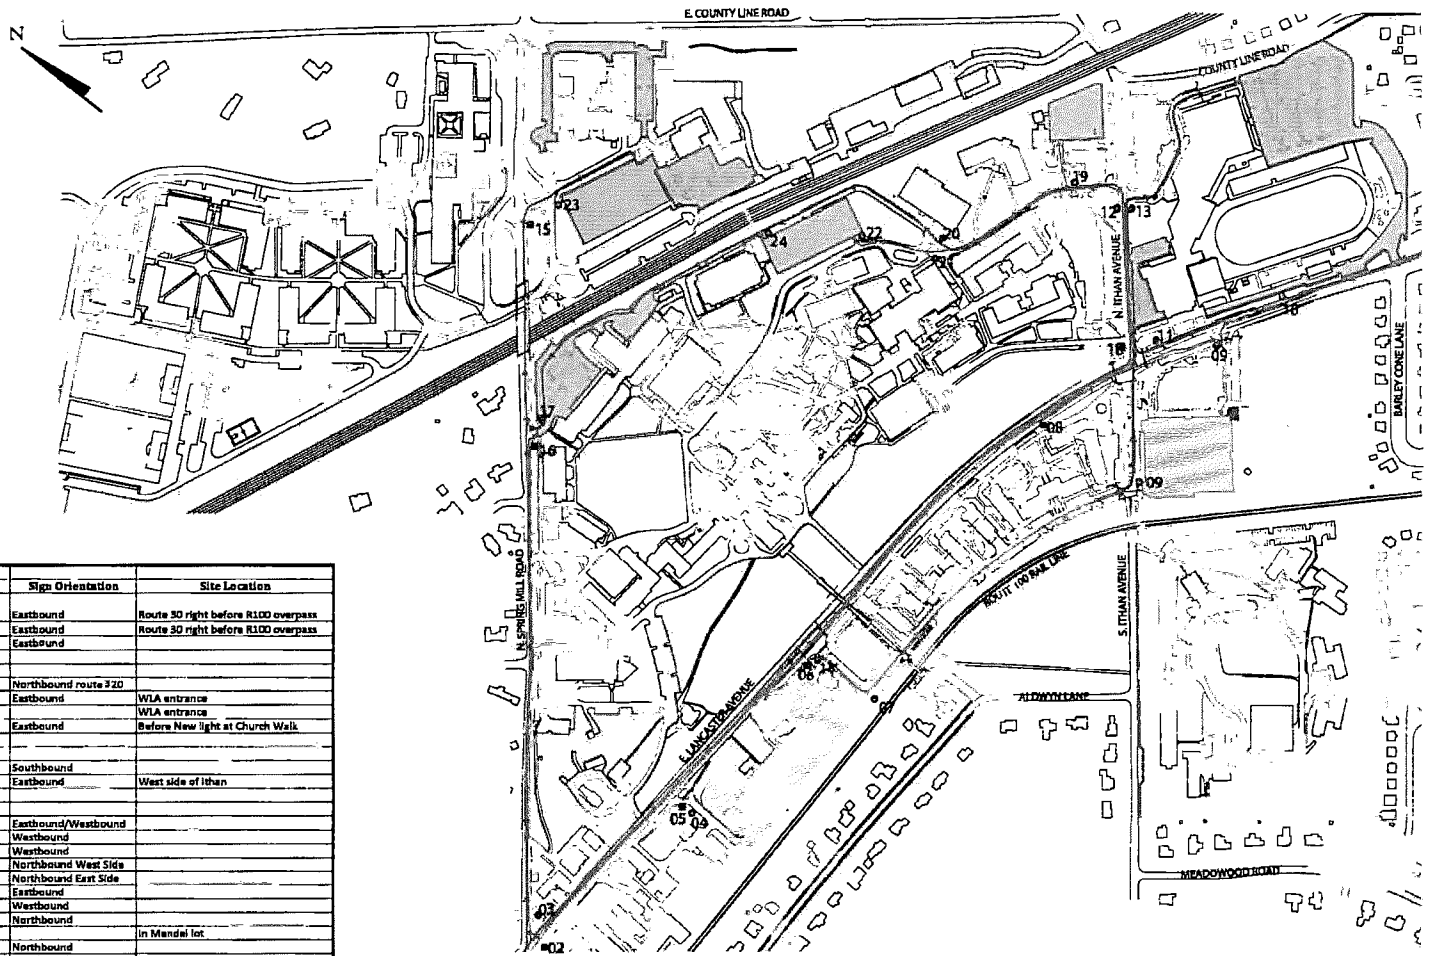 E. COUNTY LINE ROAD
N
COUNTY LINE ROAD
19
23
12 13
15
20
22
24
N. ITHAN AVENUE
18
11
10
09
BARLEY CONE LANE
17
16
08
09
N. SPRING MILL ROAD
ROUTE 100 RAIL LINE
S. ITHAN AVENUE
Sign Orientation Site Location
Eastbound Route 30 right before R100 overpass
Eastbound Route 30 right before R100 overpass
Eastbound
Northbound route 320
Eastbound WLA entrance
WLA entrance
Eastbound Before New light at Church Walk
Southbound
Eastbound West side of Ithan
Eastbound/Westbound
Westbound
Westbound
Northbound West Side
Northbound East Side
Eastbound
Westbound
Northbound
In Mendel lot
Northbound
06
07
ALDWYN LANE
E. LANCASTER AVENUE
05 04
MEADOWOOD ROAD
03
02